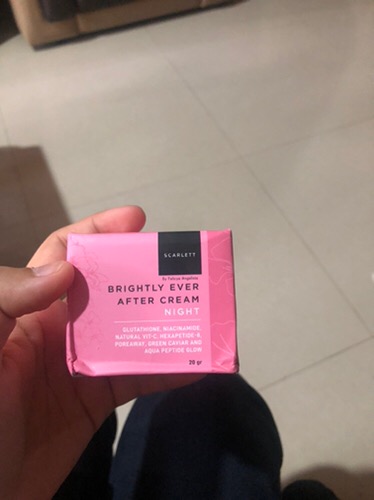 SCARLETT
By Felicya Angelista
BRIGHTLY EVER
AFTER CREAM
NIGHT
GLUTATHIONE, NIACINAMIDE,
NATURAL VIT-C, HEXAPETIDE-8,
POREAWAY, GREEN CAVIAR AND
AQUA PEPTIDE GLOW
20 gr